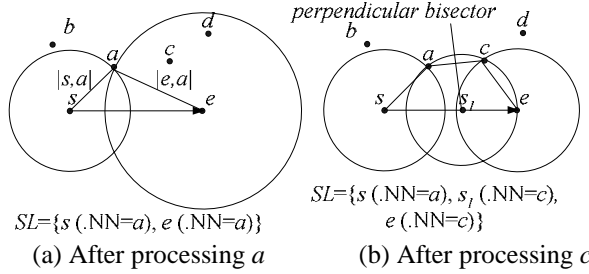 perpendicular bisector
b
a
c
d
|s,a|
|e,a|
s
e
SL={s (.NN=a), e (.NN=a)}
(a) After processing a
b
a
c
d
s
s₁
e
SL={s (.NN=a), s₁ (.NN=c),
e (.NN=c)}
(b) After processing c